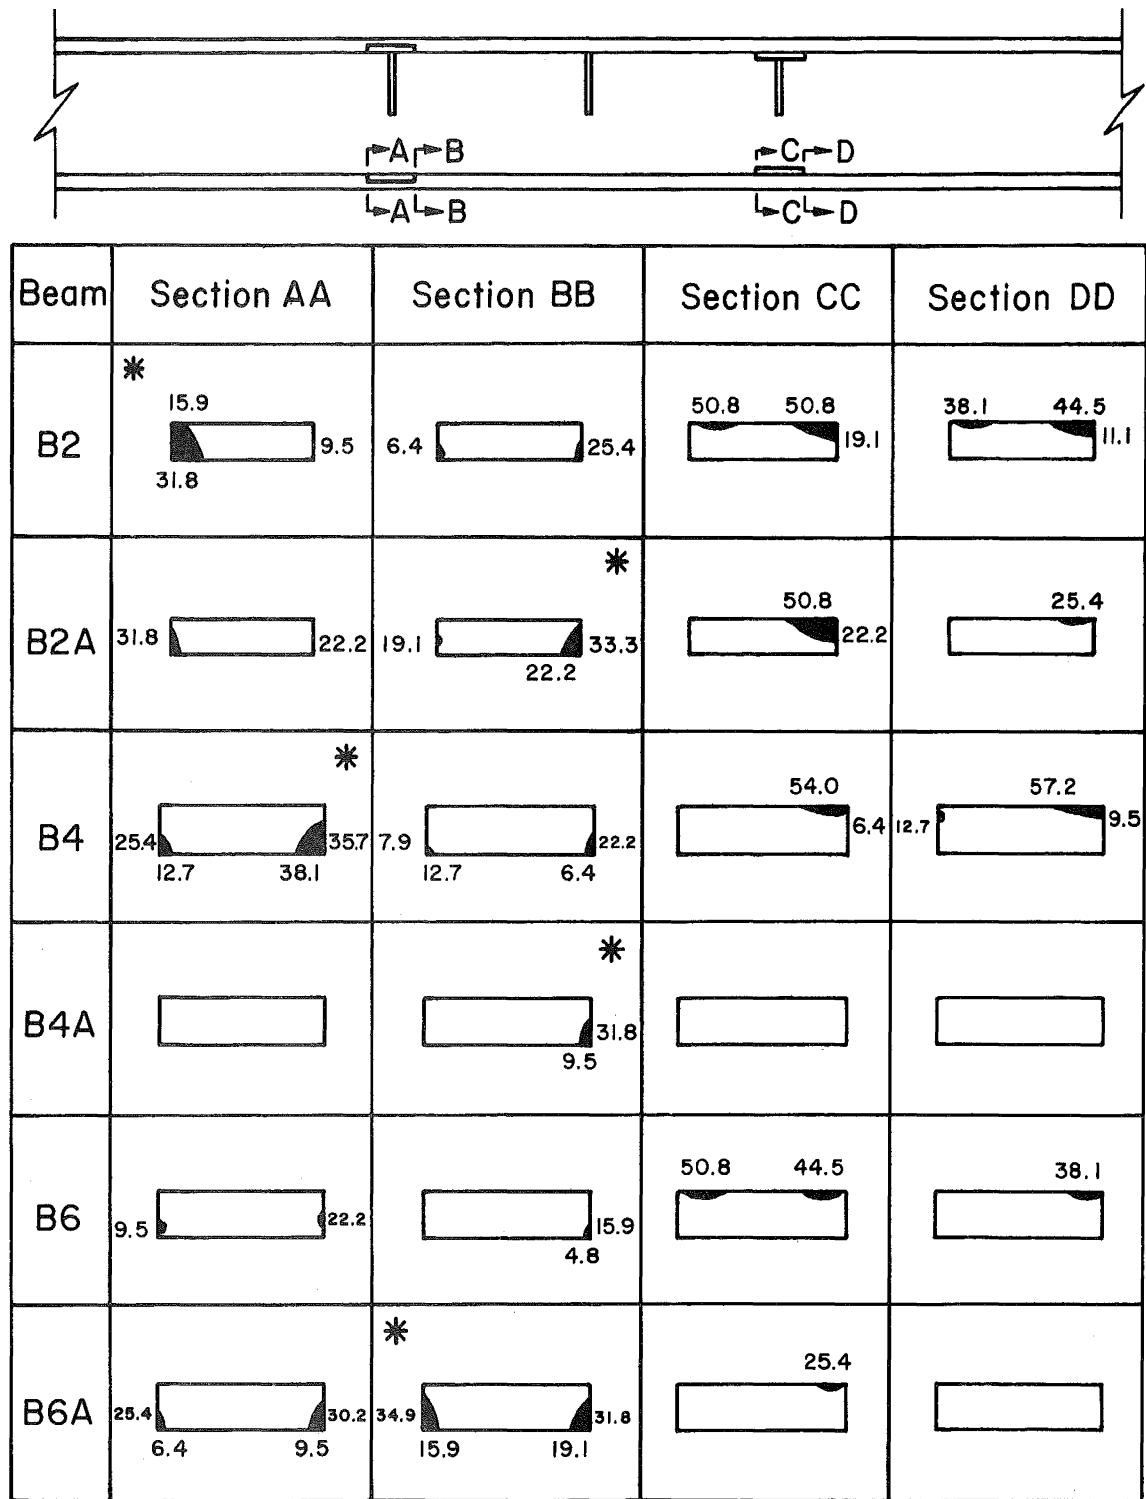 A B C D
A B C D
Beam Section AA Section BB Section CC Section DD
*
15.9 50.8 50.8 38.1 44.5
B2 9.5 6.4 25.4 19.1 11.1
31.8
*
50.8 25.4
B2A 31.8 22.2 19.1 33.3 22.2
22.2
*
54.0 57.2
B4 25.4 35.7 7.9 22.2 6.4 12.7 9.5
12.7 38.1 12.7 6.4
*
B4A 31.8
9.5
50.8 44.5 38.1
B6 9.5 22.2 15.9
4.8
*
25.4
B6A 25.4 30.2 34.9 31.8
6.4 9.5 15.9 19.1